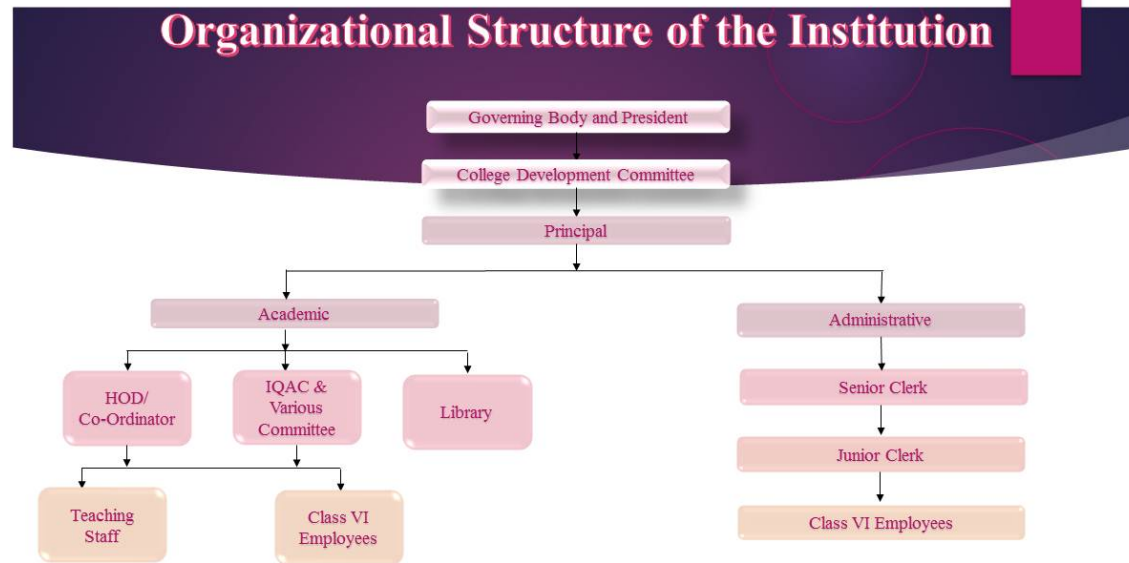 Organizational Structure of the Institution
Governing Body and President
College Development Committee
Principal
Academic
Administrative
HOD/
Co-Ordinator
IQAC &
Various
Committee
Library
Senior Clerk
Junior Clerk
Teaching
Staff
Class VI
Employees
Class VI Employees